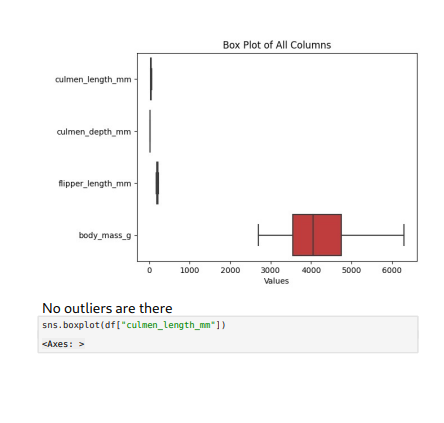 Box Plot of All Columns
culmen_length_mm
culmen_depth_mm
flipper_length_mm
body_mass_g
0 1000 2000 3000 4000 5000 6000
Values
No outliers are there
sns.boxplot(df["culmen_length_mm"])
<Axes: >